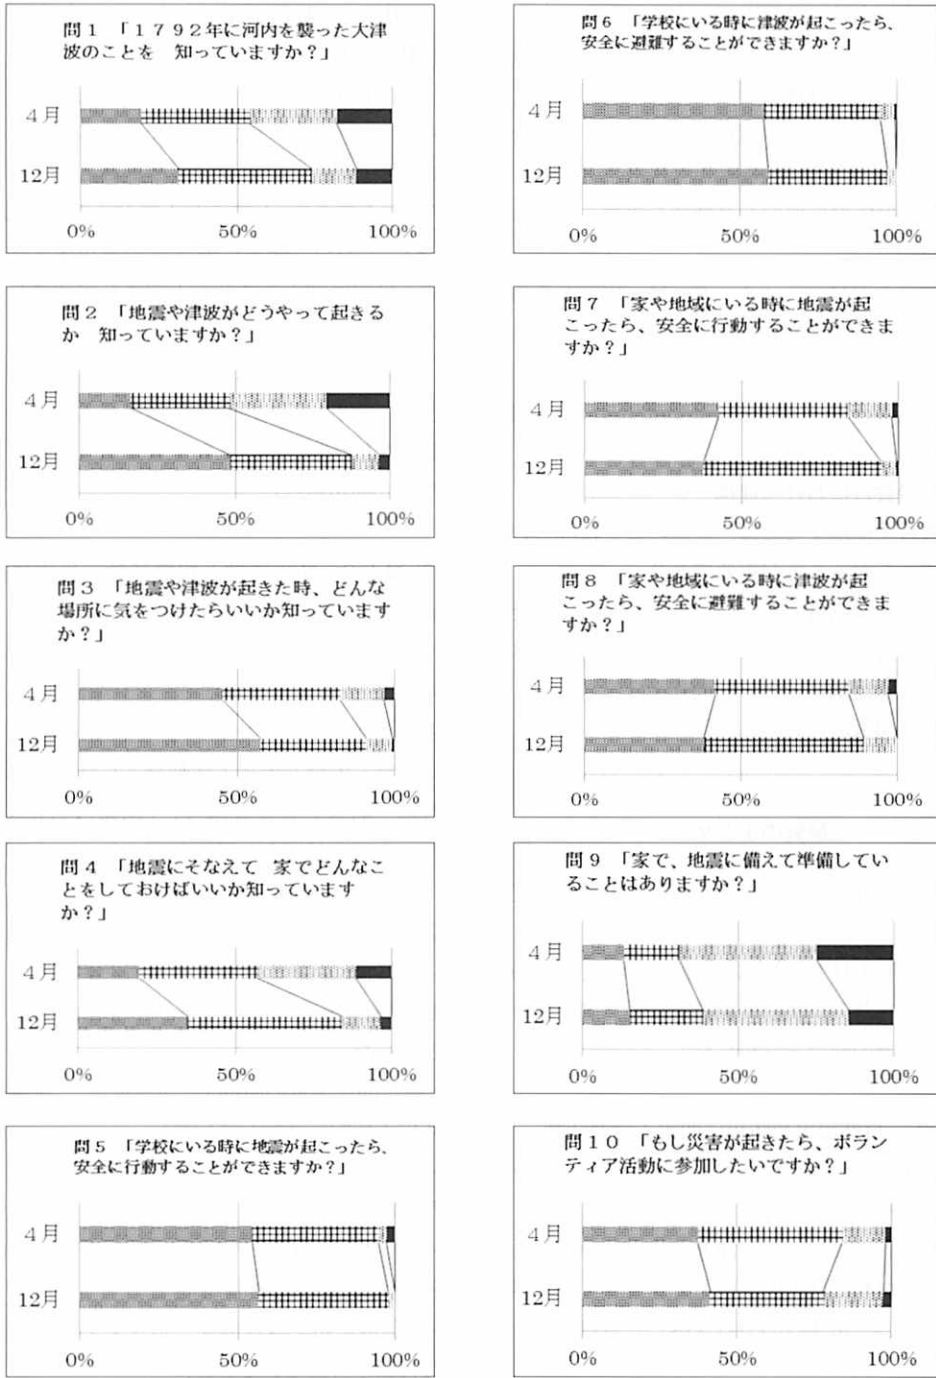 問1 「1792年に河内を襲った大津
波のことを 知っていますか?」
4月
12月
0% 50% 100%
問2 「地震や津波がどうやって起きる
か 知っていますか?」
4月
12月
0% 50% 100%
問3 「地震や津波が起きた時、どんな
場所に気をつけたらいいか知っています
か?」
4月
12月
0% 50% 100%
問4 「地震にそなえて 家でどんなこ
とをしておけばいいか知っています
か?」
4月
12月
0% 50% 100%
問5 「学校にいる時に地震が起こったら、
安全に行動することができますか?」
4月
12月
0% 50% 100%
問6 「学校にいる時に津波が起こったら、
安全に避難することができますか?」
4月
12月
0% 50% 100%
問7 「家や地域にいる時に地震が起
こったら、安全に行動することができま
すか?」
4月
12月
0% 50% 100%
問8 「家や地域にいる時に津波が起
こったら、安全に避難することができま
すか?」
4月
12月
0% 50% 100%
問9 「家で、地震に備えて準備してい
ることはありますか?」
4月
12月
0% 50% 100%
問10 「もし災害が起きたら、ボラン
ティア活動に参加したいですか?」
4月
12月
0% 50% 100%